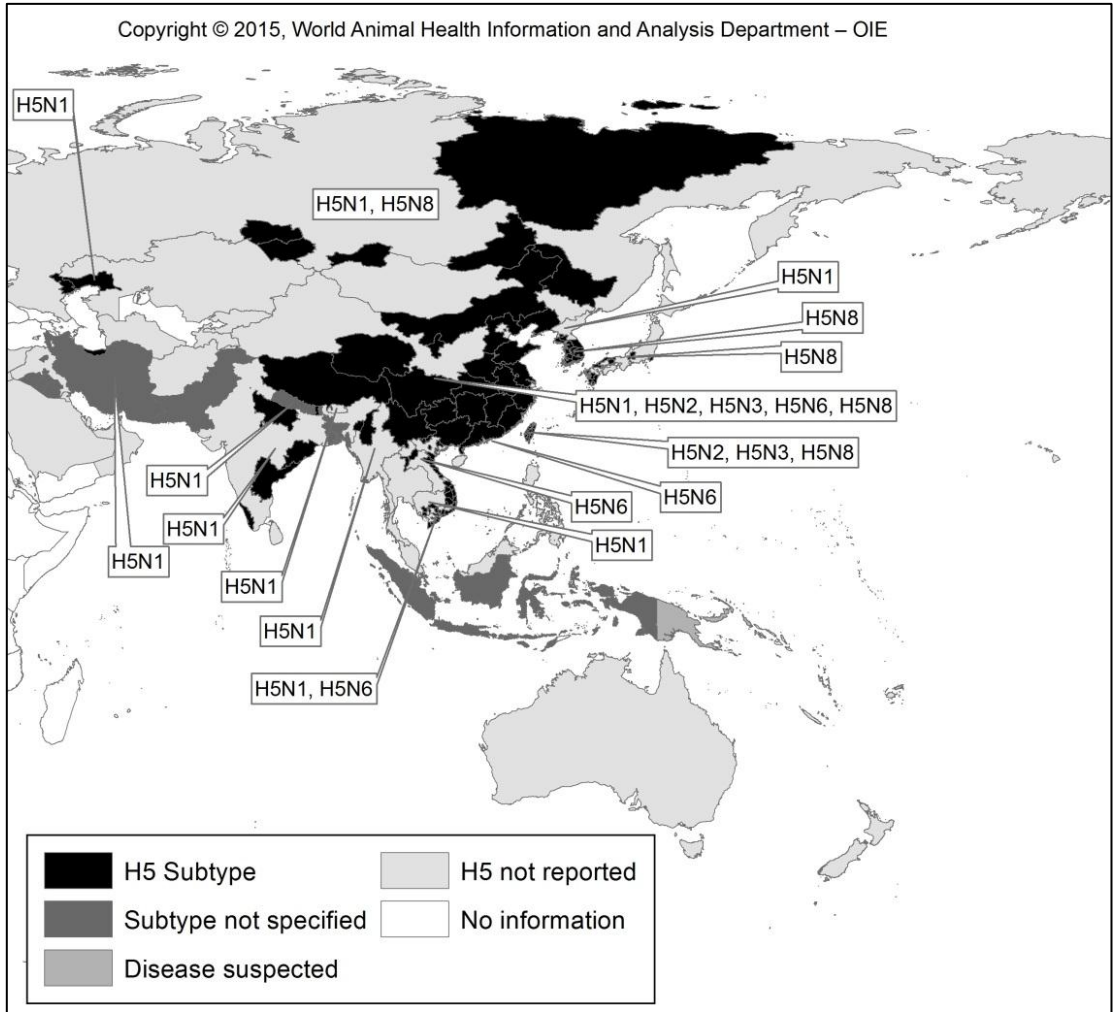 Copyright © 2015, World Animal Health Information and Analysis Department – OIE
H5N1
H5N1, H5N8
H5N1
H5N8
H5N8
H5N1, H5N2, H5N3, H5N6, H5N8
H5N2, H5N3, H5N8
H5N1
H5N6
H5N6
H5N1
H5N1
H5N1
H5N1
H5N1
H5N1, H5N6
H5 Subtype
H5 not reported
Subtype not specified
No information
Disease suspected